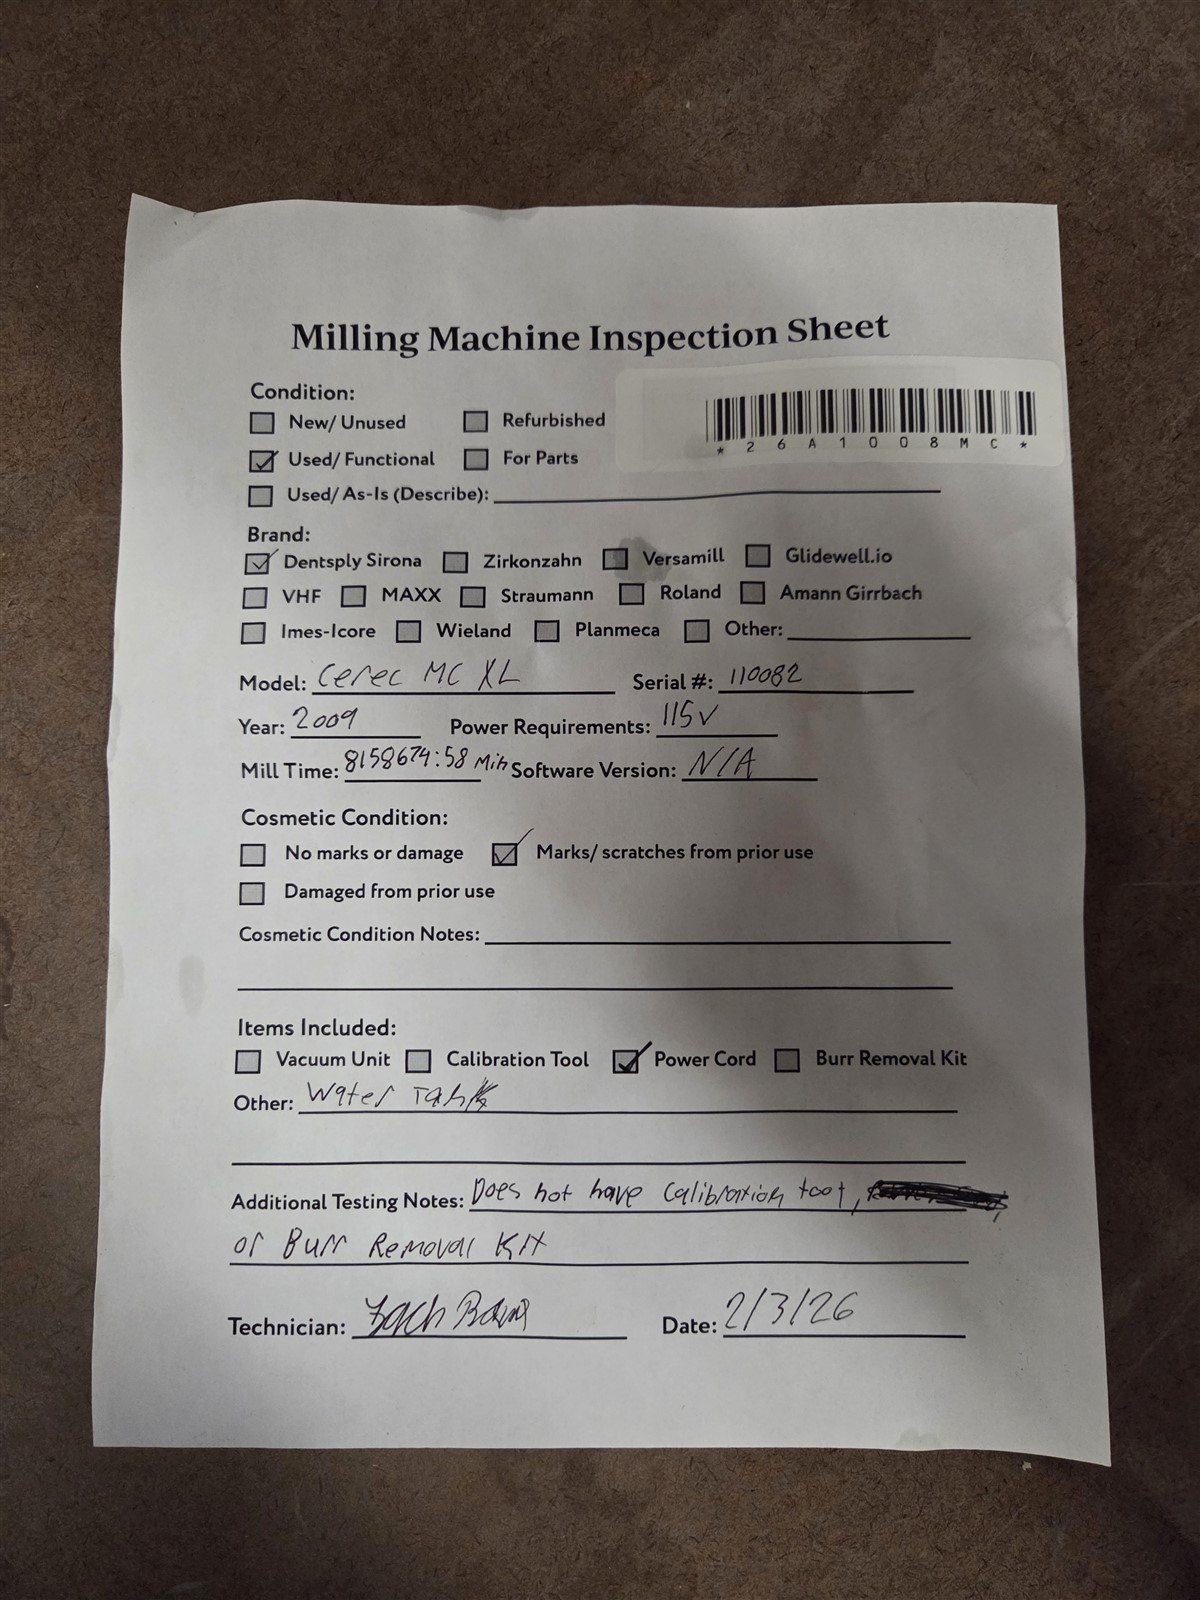 Milling Machine Inspection Sheet
Condition:
New/ Unused Refurbished
*26A1008MC*
Used/ Functional For Parts
Used/ As-Is (Describe):
Brand:
Dentsply Sirona Zirkonzahn Versamill Glidewell.io
VHF MAXX Straumann Roland Amann Girrbach
Imes-Icore Wieland Planmeca Other:
Model: Cerec MC XL Serial #: 110082
Year: 2009 Power Requirements: 115V
Mill Time: 8158674:58 Min Software Version: N/A
Cosmetic Condition:
No marks or damage Marks/ scratches from prior use
Damaged from prior use
Cosmetic Condition Notes:
Items Included:
Vacuum Unit Calibration Tool Power Cord Burr Removal Kit
Other: Water Tank
Additional Testing Notes: Does not have calibration tool,
or Burr Removal Kit
Technician: Zach
Date: 2/3/26